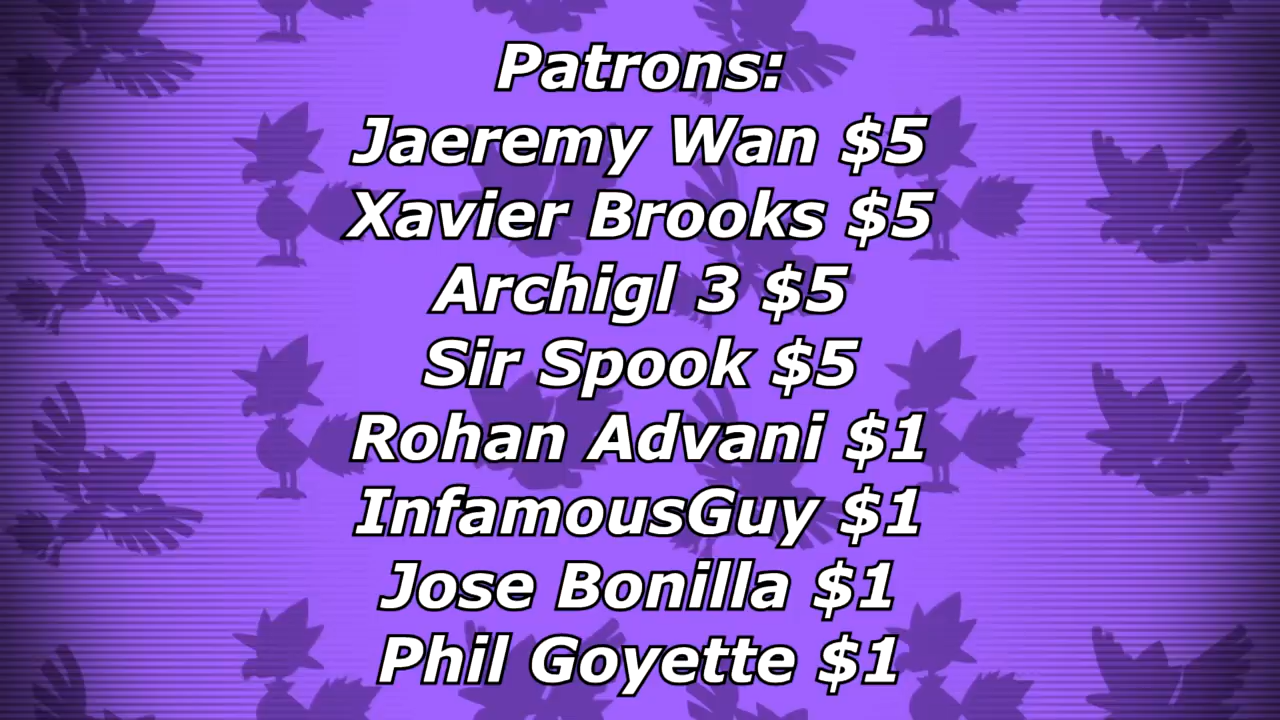 Patrons:
Jaeremy Wan $5
Xavier Brooks $5
Archigl 3 $5
Sir Spook $5
Rohan Advani $1
InfamousGuy $1
Jose Bonilla $1
Phil Goyette $1